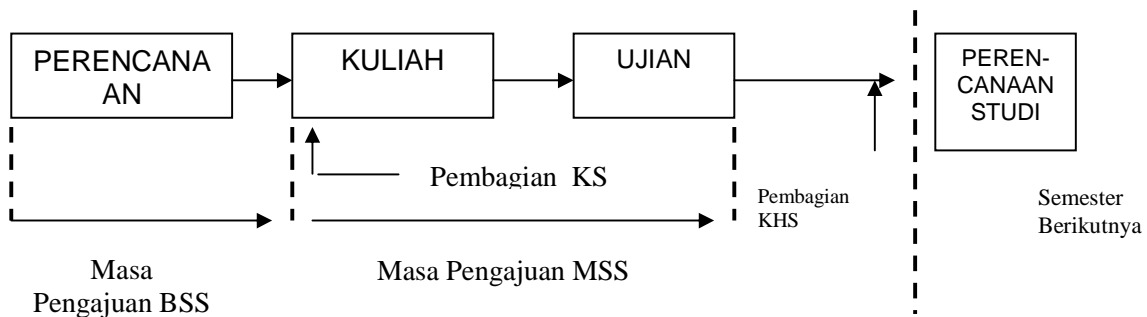 PERENCANA
AN
KULIAH
UJIAN
PEREN-
CANAAN
STUDI
Pembagian KS
Pembagian
KHS
Semester
Berikutnya
Masa
Pengajuan BSS
Masa Pengajuan MSS